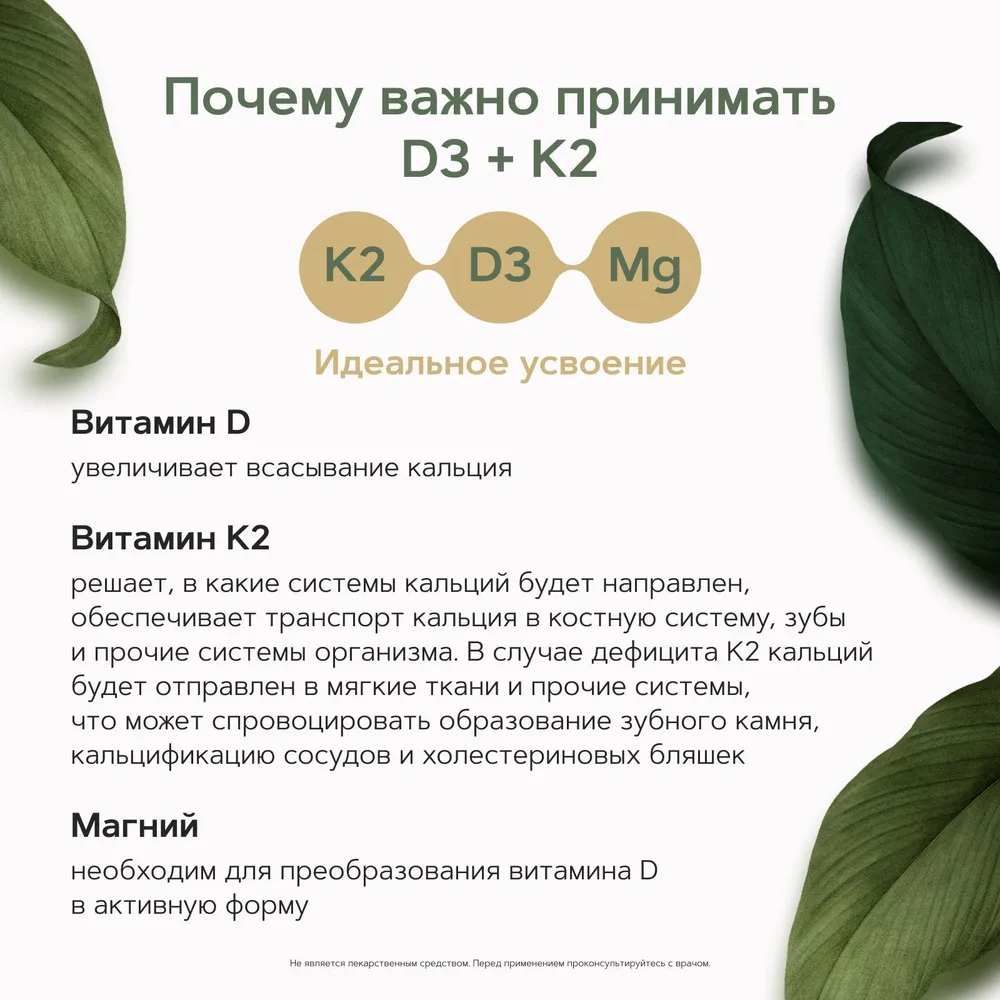 Почему важно принимать
D3 + K2
K2 D3 Mg
Идеальное усвоение
Витамин D
увеличивает всасывание кальция
Витамин К2
решает, в какие системы кальций будет направлен,
обеспечивает транспорт кальция в костную систему, зубы
и прочие системы организма. В случае дефицита К2 кальций
будет отправлен в мягкие ткани и прочие системы,
что может спровоцировать образование зубного камня,
кальцификацию сосудов и холестериновых бляшек
Магний
необходим для преобразования витамина D
в активную форму
Не является лекарственным средством. Перед применением проконсультируйтесь с врачом.